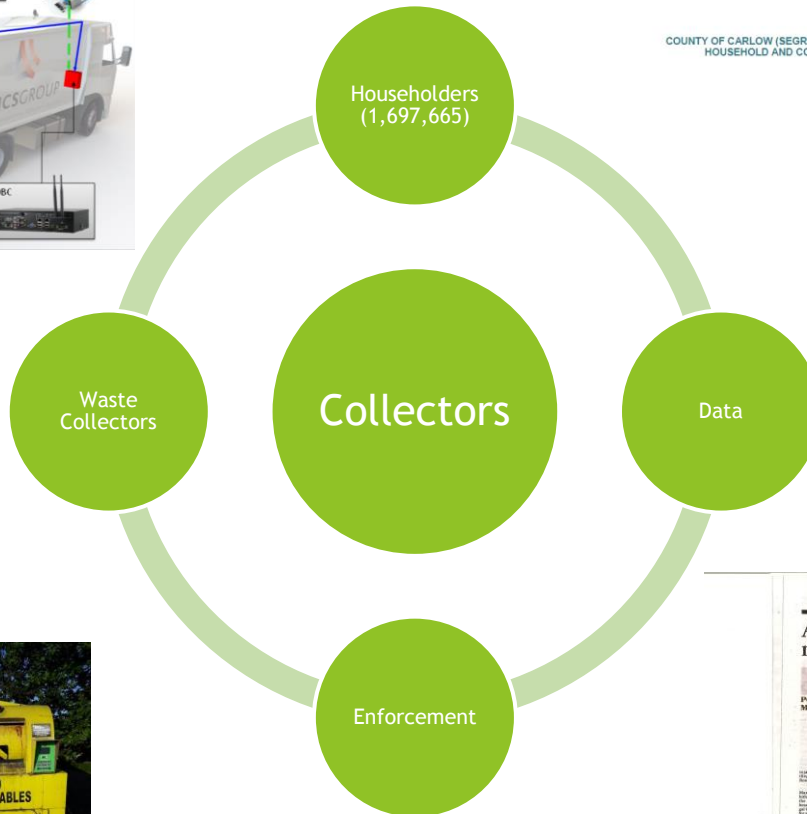 COUNTY OF CARLOW (SEGR
HOUSEHOLD AND CO
Householders
(1,697,665)
CSGROUP
BC
Waste
Collectors
Collectors
Data
Enforcement
ABLES